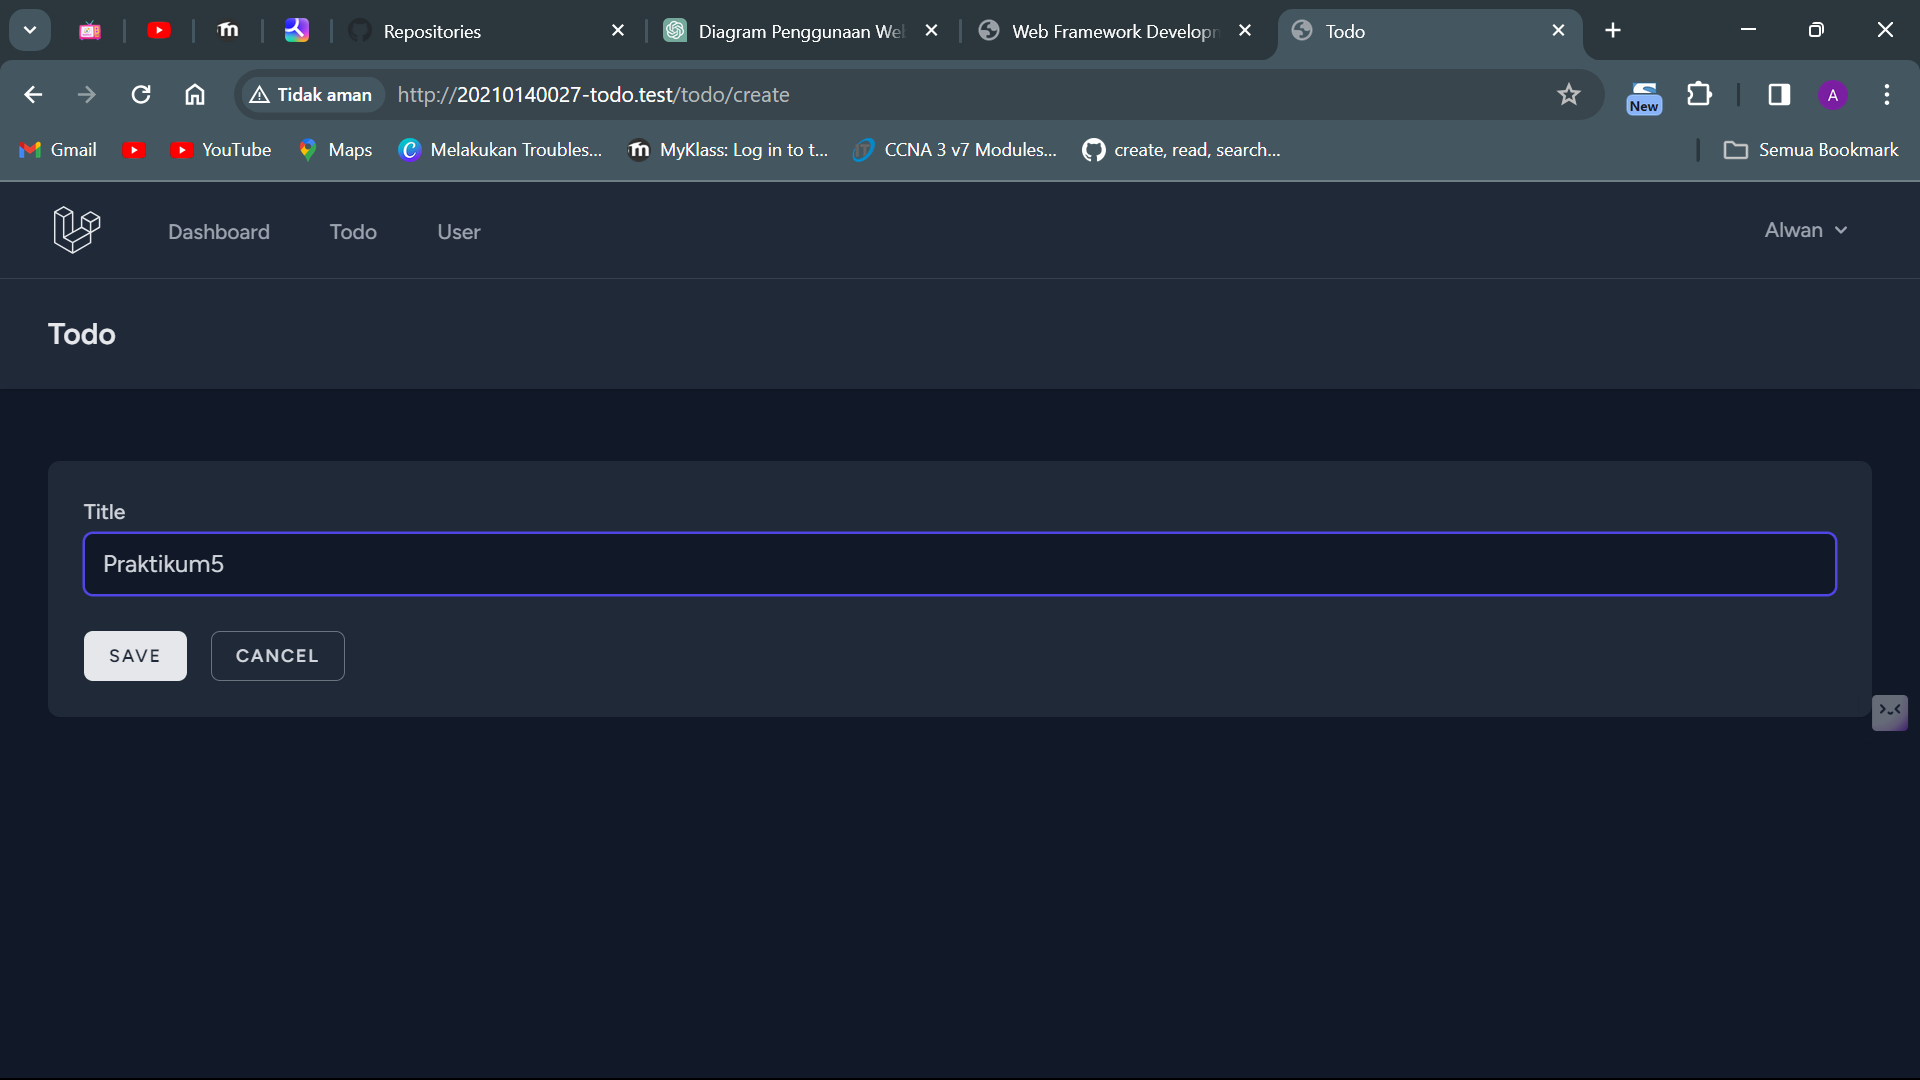 Repositories
Diagram Penggunaan Wel
Web Framework Developm
Todo
Tidak aman
http://20210140027-todo.test/todo/create
New
A
Gmail
YouTube
Maps
Melakukan Troubles...
MyKlass: Log in to t...
CCNA 3 v7 Modules...
create, read, search...
Semua Bookmark
Dashboard
Todo
User
Alwan
Todo
Title
Praktikum5
SAVE
CANCEL